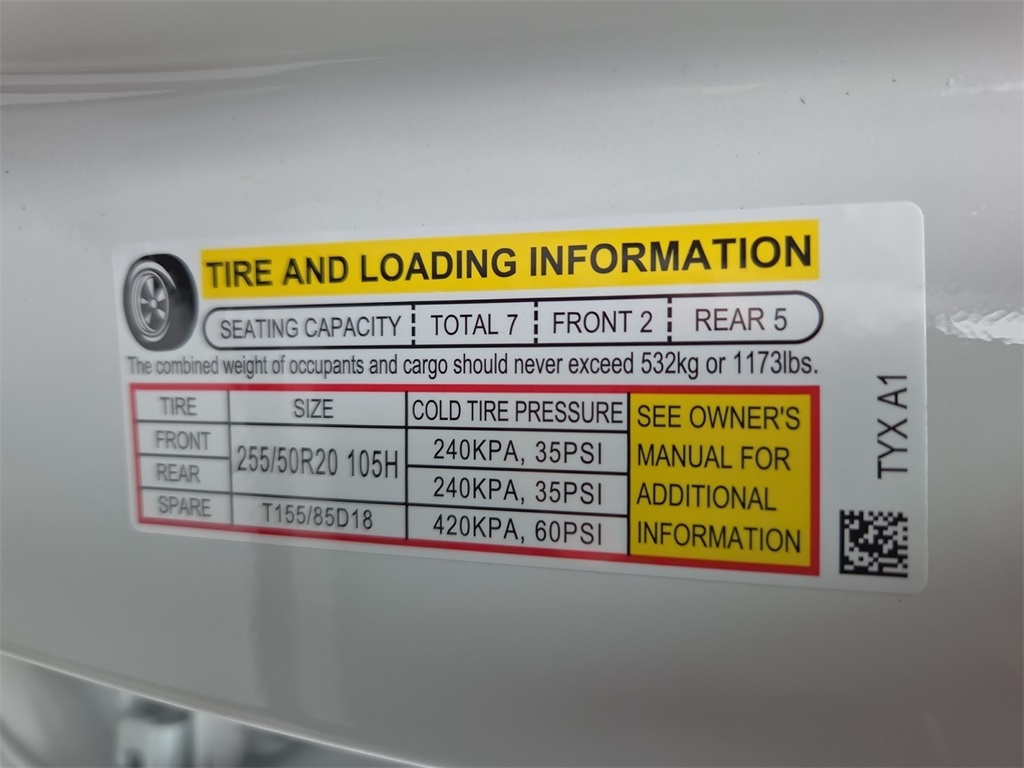 TIRE AND LOADING INFORMATION
SEATING CAPACITY TOTAL 7 FRONT 2 REAR 5
The combined weight of occupants and cargo should never exceed 532kg or 1173lbs.
TIRE SIZE COLD TIRE PRESSURE
FRONT 255/50R20 105H 240KPA, 35PSI
REAR 240KPA, 35PSI
SPARE T155/85D18 420KPA, 60PSI
SEE OWNER'S
MANUAL FOR
ADDITIONAL
INFORMATION
TYX A1